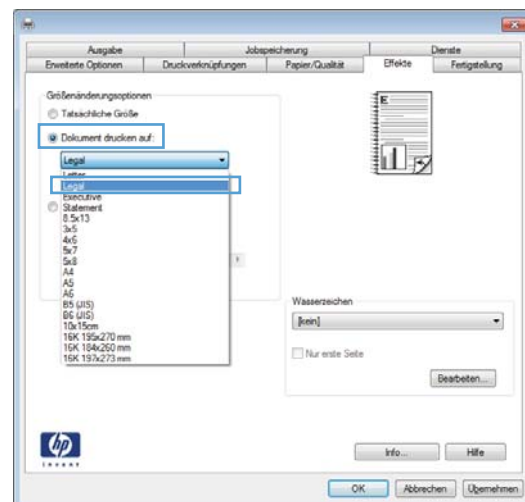 Ausgabe Jobspeicherung Dienste
Erweiterte Optionen Druckverknüpfungen Papier/Qualität Effekte Fertigstellung
Größenänderungsoptionen
Tatsächliche Größe
Dokument drucken auf:
Legal
Letter
Legal
Executive
Statement
8.5x13
3x5
4x6
5x7
5x8
A4
A5
A6
B5 (JIS)
B6 (JIS)
10x15cm
16K 195x270 mm
16K 184x260 mm
16K 197x273 mm
E
Wasserzeichen
[kein]
Nur erste Seite
Bearbeiten...
hp
invent
Info... Hilfe
OK Abbrechen Übernehmen